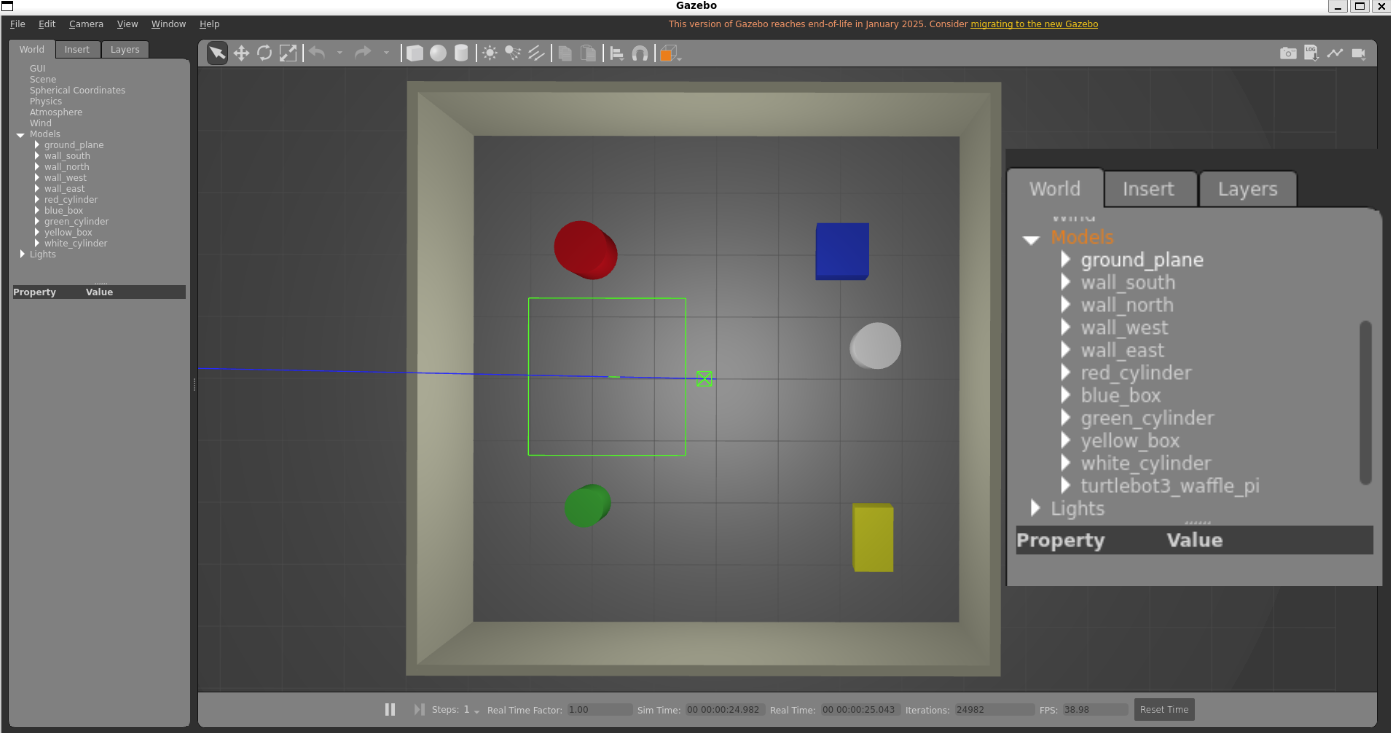 Gazebo
File Edit Camera View Window Help
This version of Gazebo reaches end-of-life in January 2025. Consider migrating to the new Gazebo
World Insert Layers
GUI
Scene
Spherical Coordinates
Physics
Atmosphere
Wind
Models
ground_plane
wall_south
wall_north
wall_west
wall_east
red_cylinder
blue_box
green_cylinder
yellow_box
white_cylinder
Lights
Property Value
LOG
World Insert Layers
Wind
Models
ground_plane
wall_south
wall_north
wall_west
wall_east
red_cylinder
blue_box
green_cylinder
yellow_box
white_cylinder
turtlebot3_waffle_pi
Lights
Property Value
Steps: 1 Real Time Factor: 1.00 Sim Time: 00 00:00:24.982 Real Time: 00 00:00:25.043 Iterations: 24982 FPS: 38.98 Reset Time